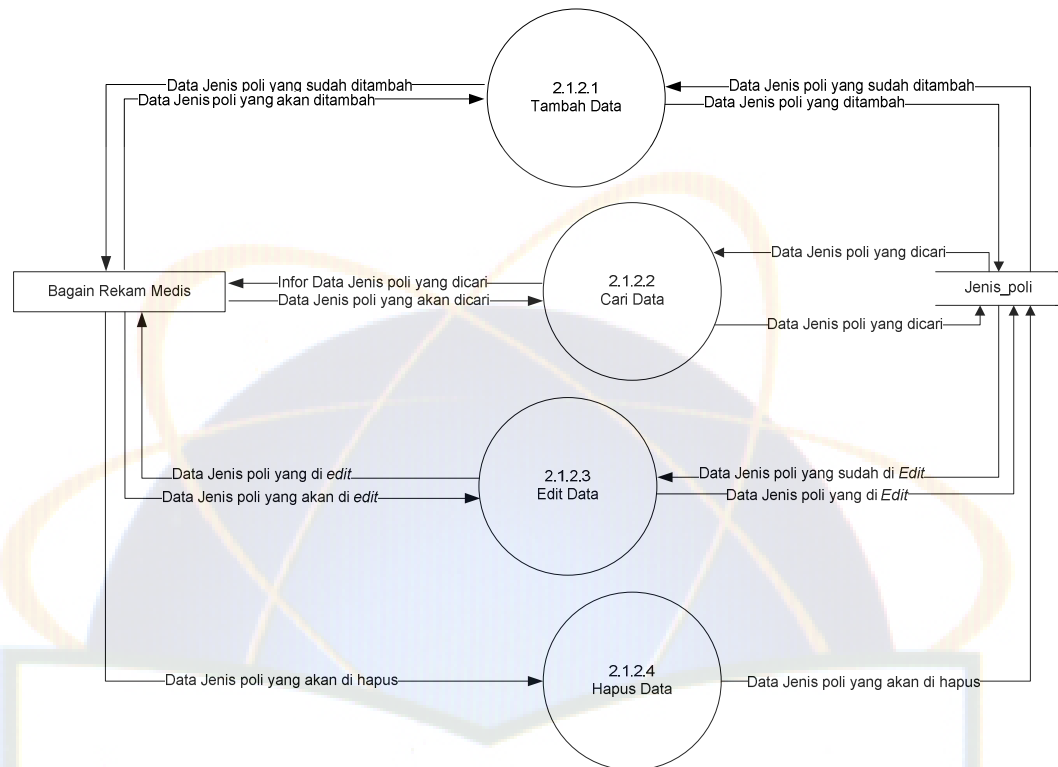 2.1.2.1
Tambah Data
Data Jenis poli yang sudah ditambah
Data Jenis poli yang akan ditambah
Data Jenis poli yang sudah ditambah
Data Jenis poli yang ditambah
2.1.2.2
Cari Data
Data Jenis poli yang dicari
Bagain Rekam Medis
Infor Data Jenis poli yang dicari
Data Jenis poli yang akan dicari
Jenis_poli
Data Jenis poli yang dicari
2.1.2.3
Edit Data
Data Jenis poli yang di edit
Data Jenis poli yang akan di edit
Data Jenis poli yang sudah di Edit
Data Jenis poli yang di Edit
2.1.2.4
Hapus Data
Data Jenis poli yang akan di hapus
Data Jenis poli yang akan di hapus